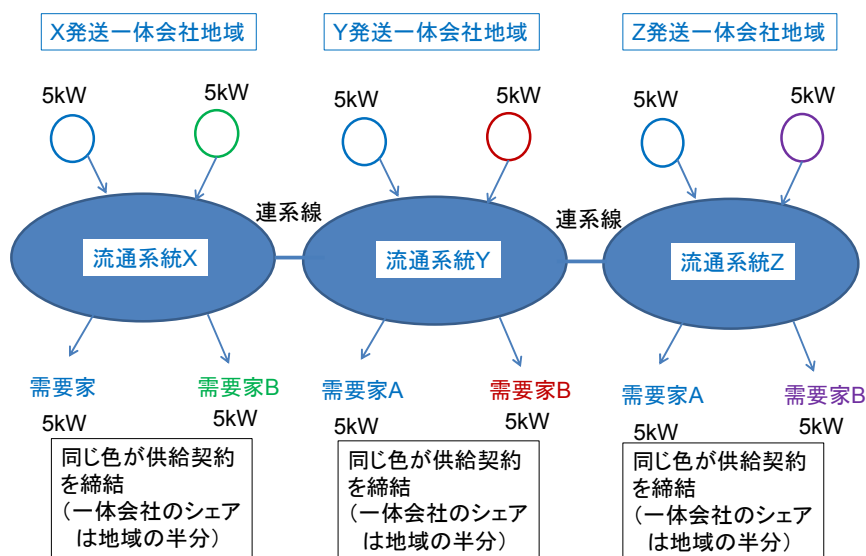 X発送一体会社地域
Y発送一体会社地域
Z発送一体会社地域
5kW
5kW
5kW
5kW
5kW
5kW
連系線
連系線
流通系統X
流通系統Y
流通系統Z
需要家
需要家B
需要家A
需要家B
需要家A
需要家B
5kW
5kW
5kW
5kW
5kW
5kW
同じ色が供給契約
を締結
(一体会社のシェア
は地域の半分)
同じ色が供給契約
を締結
(一体会社のシェア
は地域の半分)
同じ色が供給契約
を締結
(一体会社のシェア
は地域の半分)